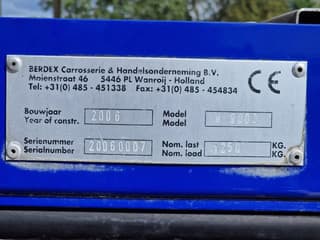 BERDEX Carrosserie & Handelsonderneming B.V.
Molenstraat 46 5446 PL Wanroij - Holland
Tel: +31(0) 485 - 451338 Fax: +31(0) 485 - 454834
CE
Bouwjaar 2006 Model
Year of constr. Model
Serienummer 20060007 Nom. last KG.
Serialnumber Nom. load KG.